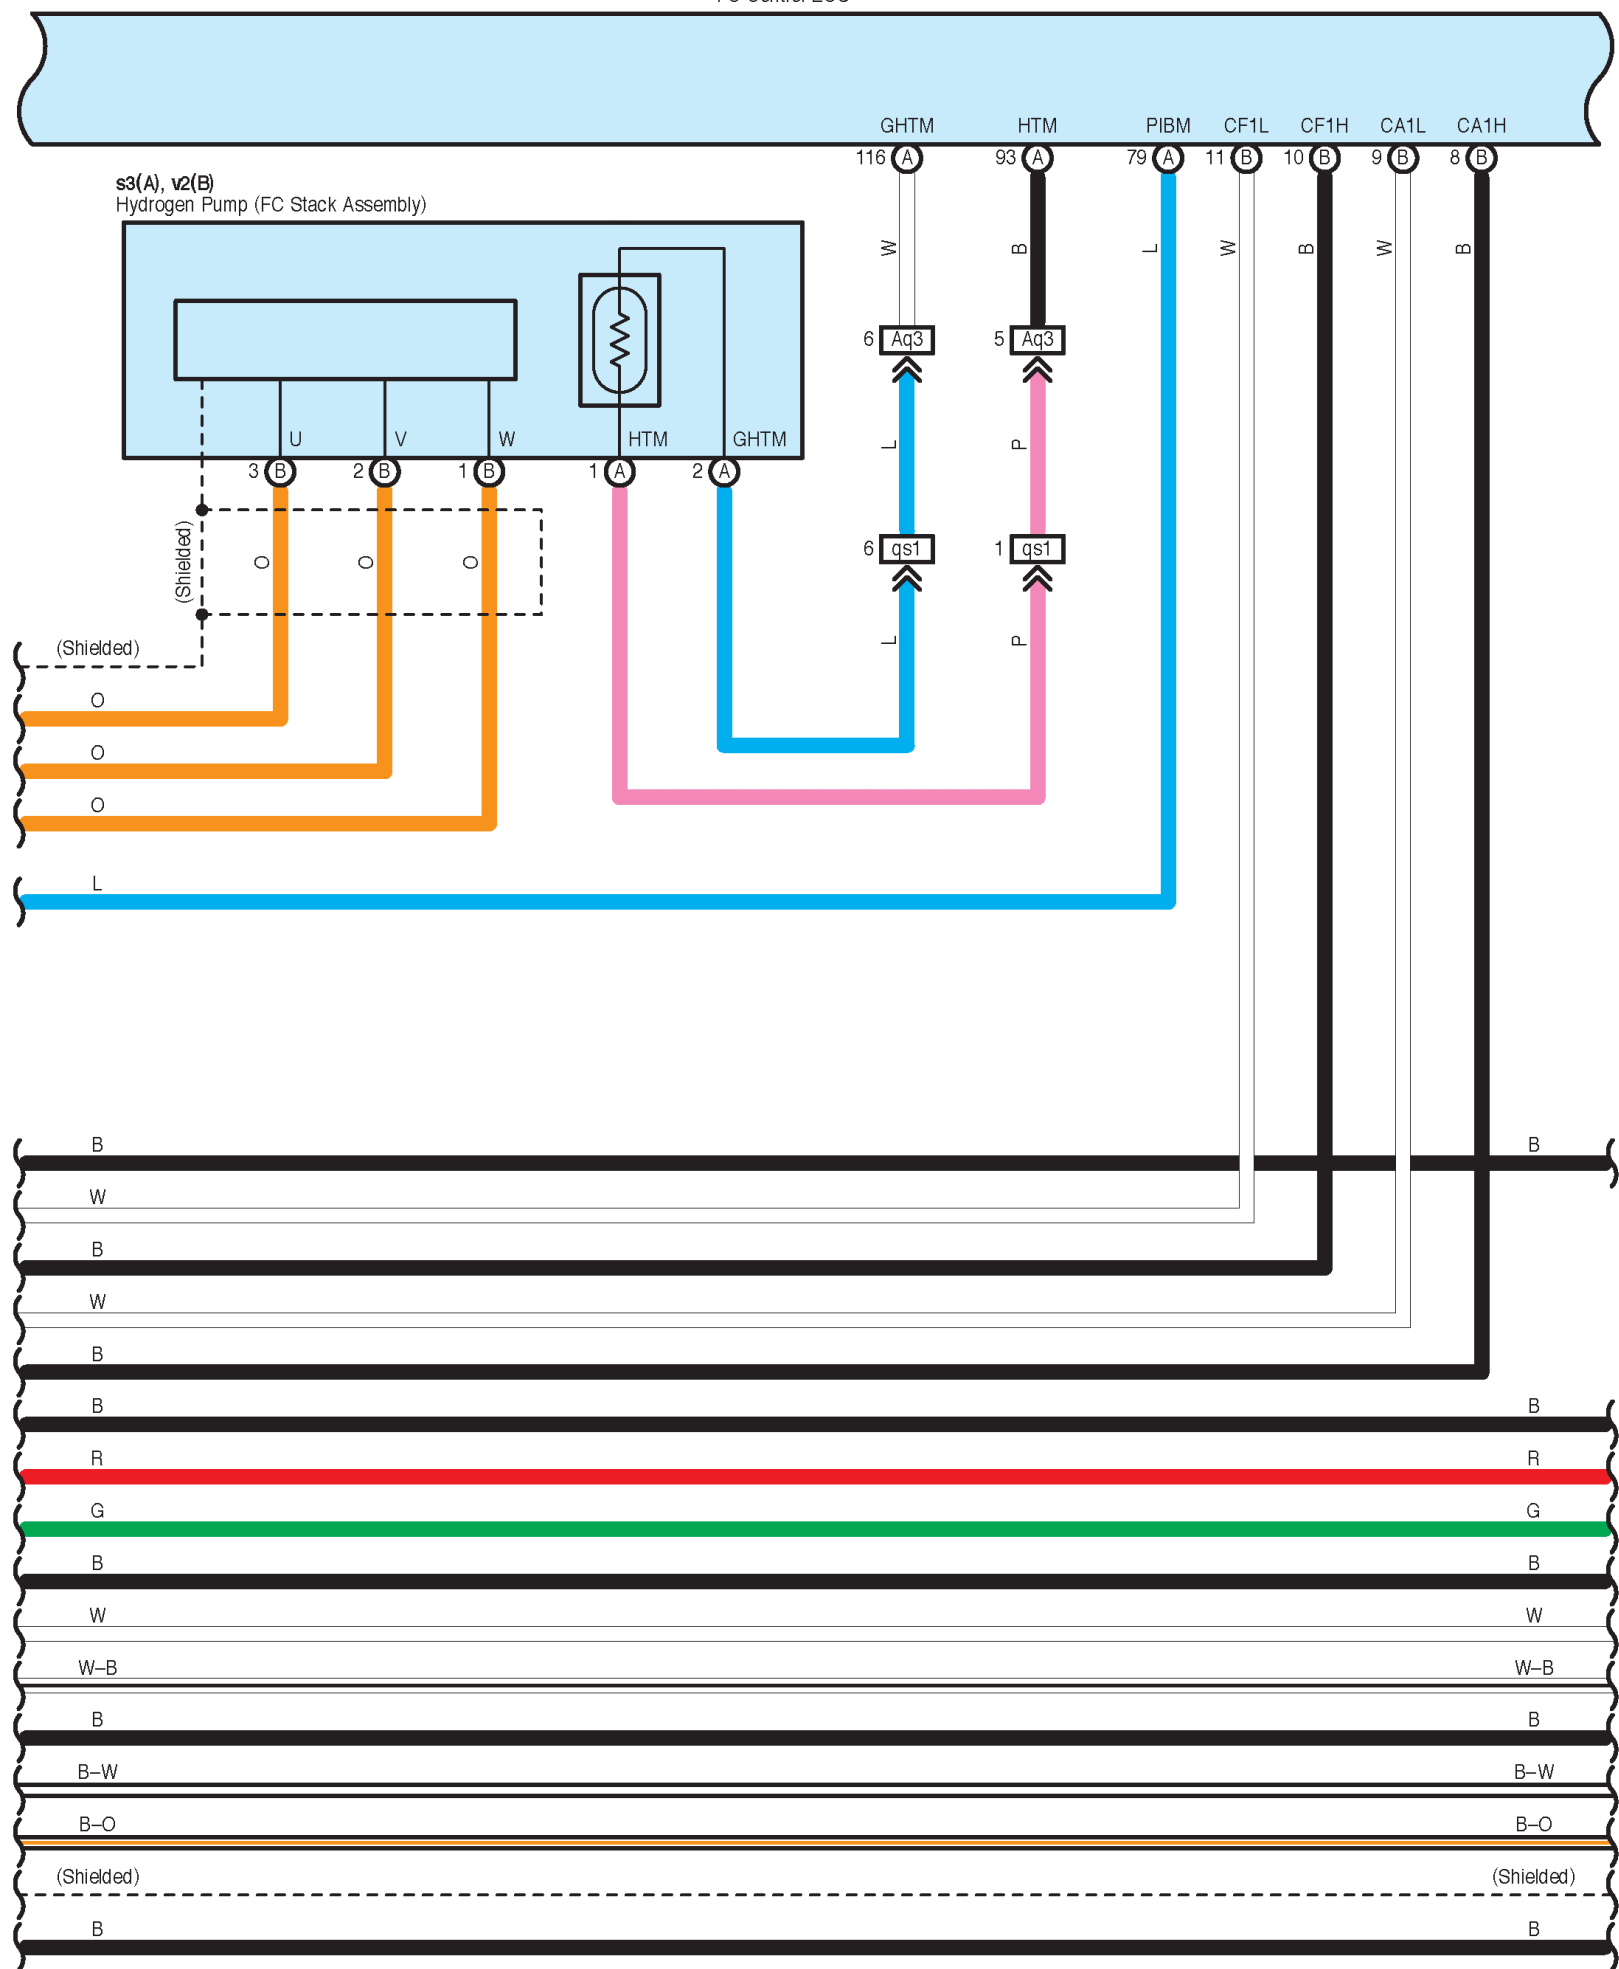 GHTM HTM PIBM CF1L CF1H CA1L CA1H
116 A 93 A 79 A 11 B 10 B 9 B 8 B
s3(A), v2(B)
Hydrogen Pump (FC Stack Assembly)
W B L W B W B
6 Aq3 5 Aq3
U V W HTM GHTM
L P
3 B 2 B 1 B 1 A 2 A
(Shielded) O O O
6 qs1 1 qs1
L P
(Shielded)
O
O
O
L
B B
W
B
W
B
B B
R R
G G
B B
W W
W–B W–B
B B
B–W B–W
B–O B–O
(Shielded) (Shielded)
B B